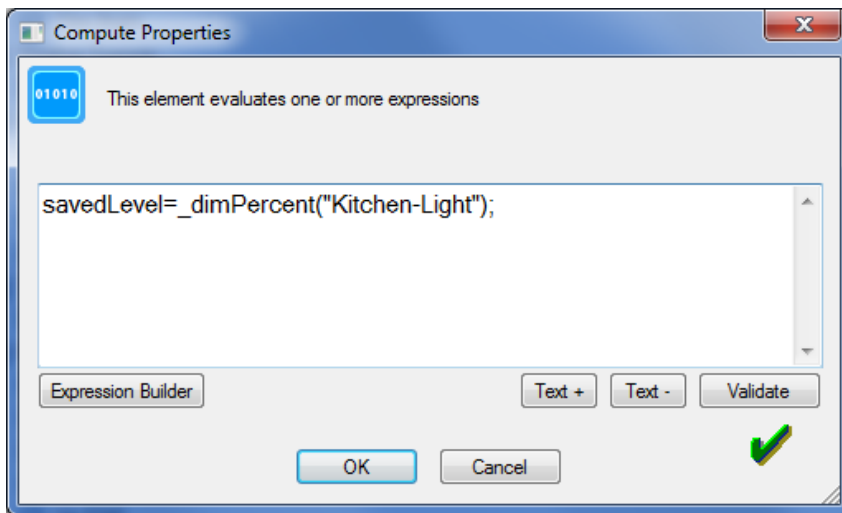 Compute Properties
X
01010
This element evaluates one or more expressions
savedLevel=_dimPercent("Kitchen-Light");
Expression Builder
Text +
Text -
Validate
OK
Cancel